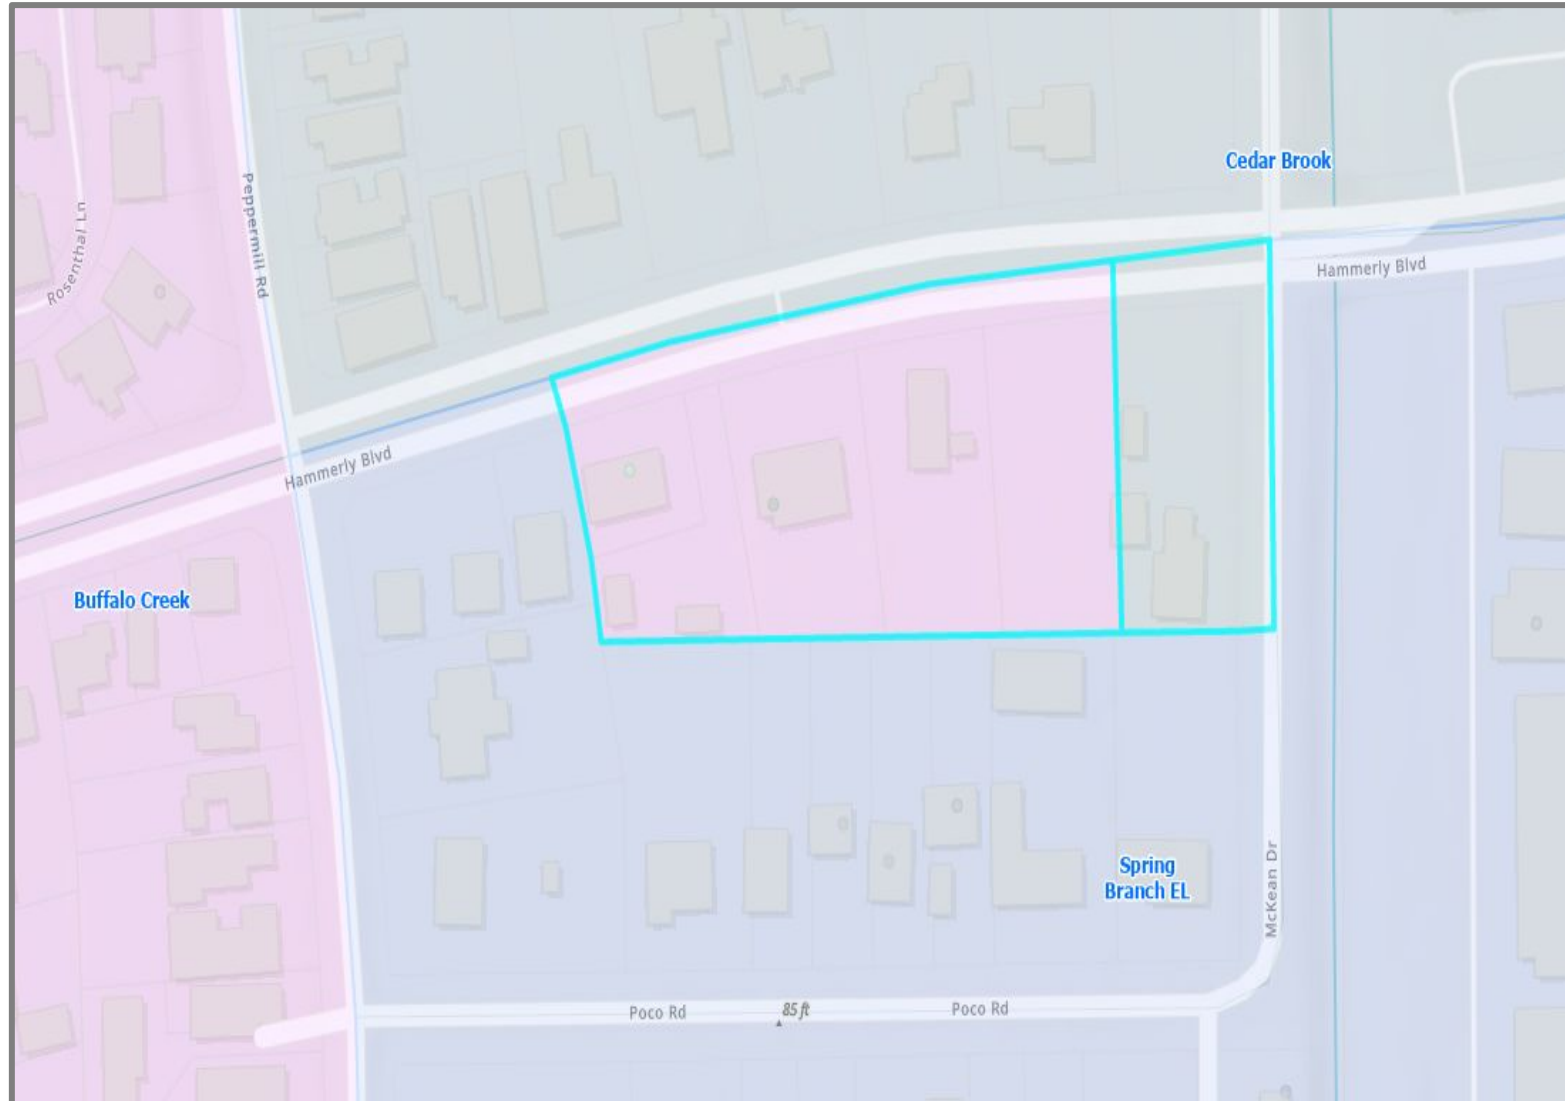 Cedar Brook
Peppermill Rd
Rosenthal Ln
Hammerly Blvd
Hammerly Blvd
Buffalo Creek
Spring
Branch EL
McKean Dr
Poco Rd
85 ft
Poco Rd